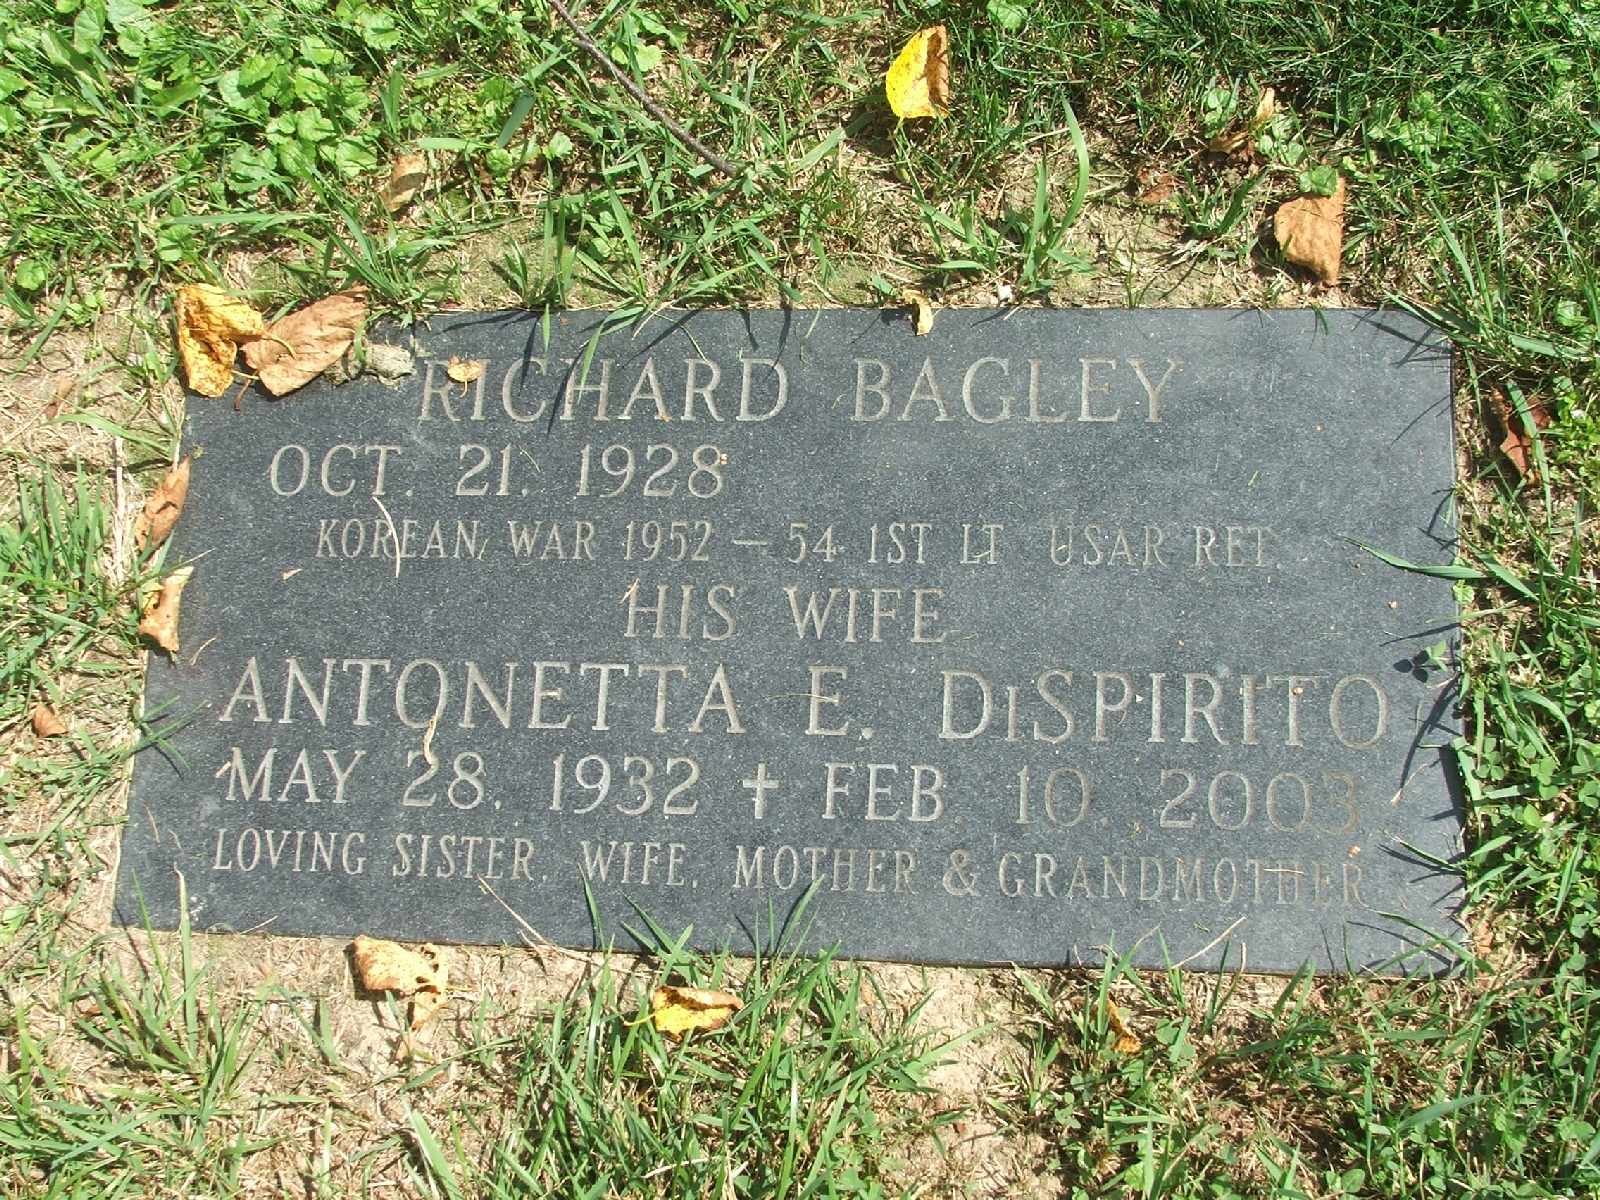 RICHARD BAGLEY
OCT. 21. 1928
KOREAN WAR 1952 – 54 1ST LT USAR RET.
HIS WIFE
ANTONETTA E. DiSPIRITO
MAY 28. 1932 ✝ FEB. 10. 2003
LOVING SISTER. WIFE. MOTHER & GRANDMOTHER